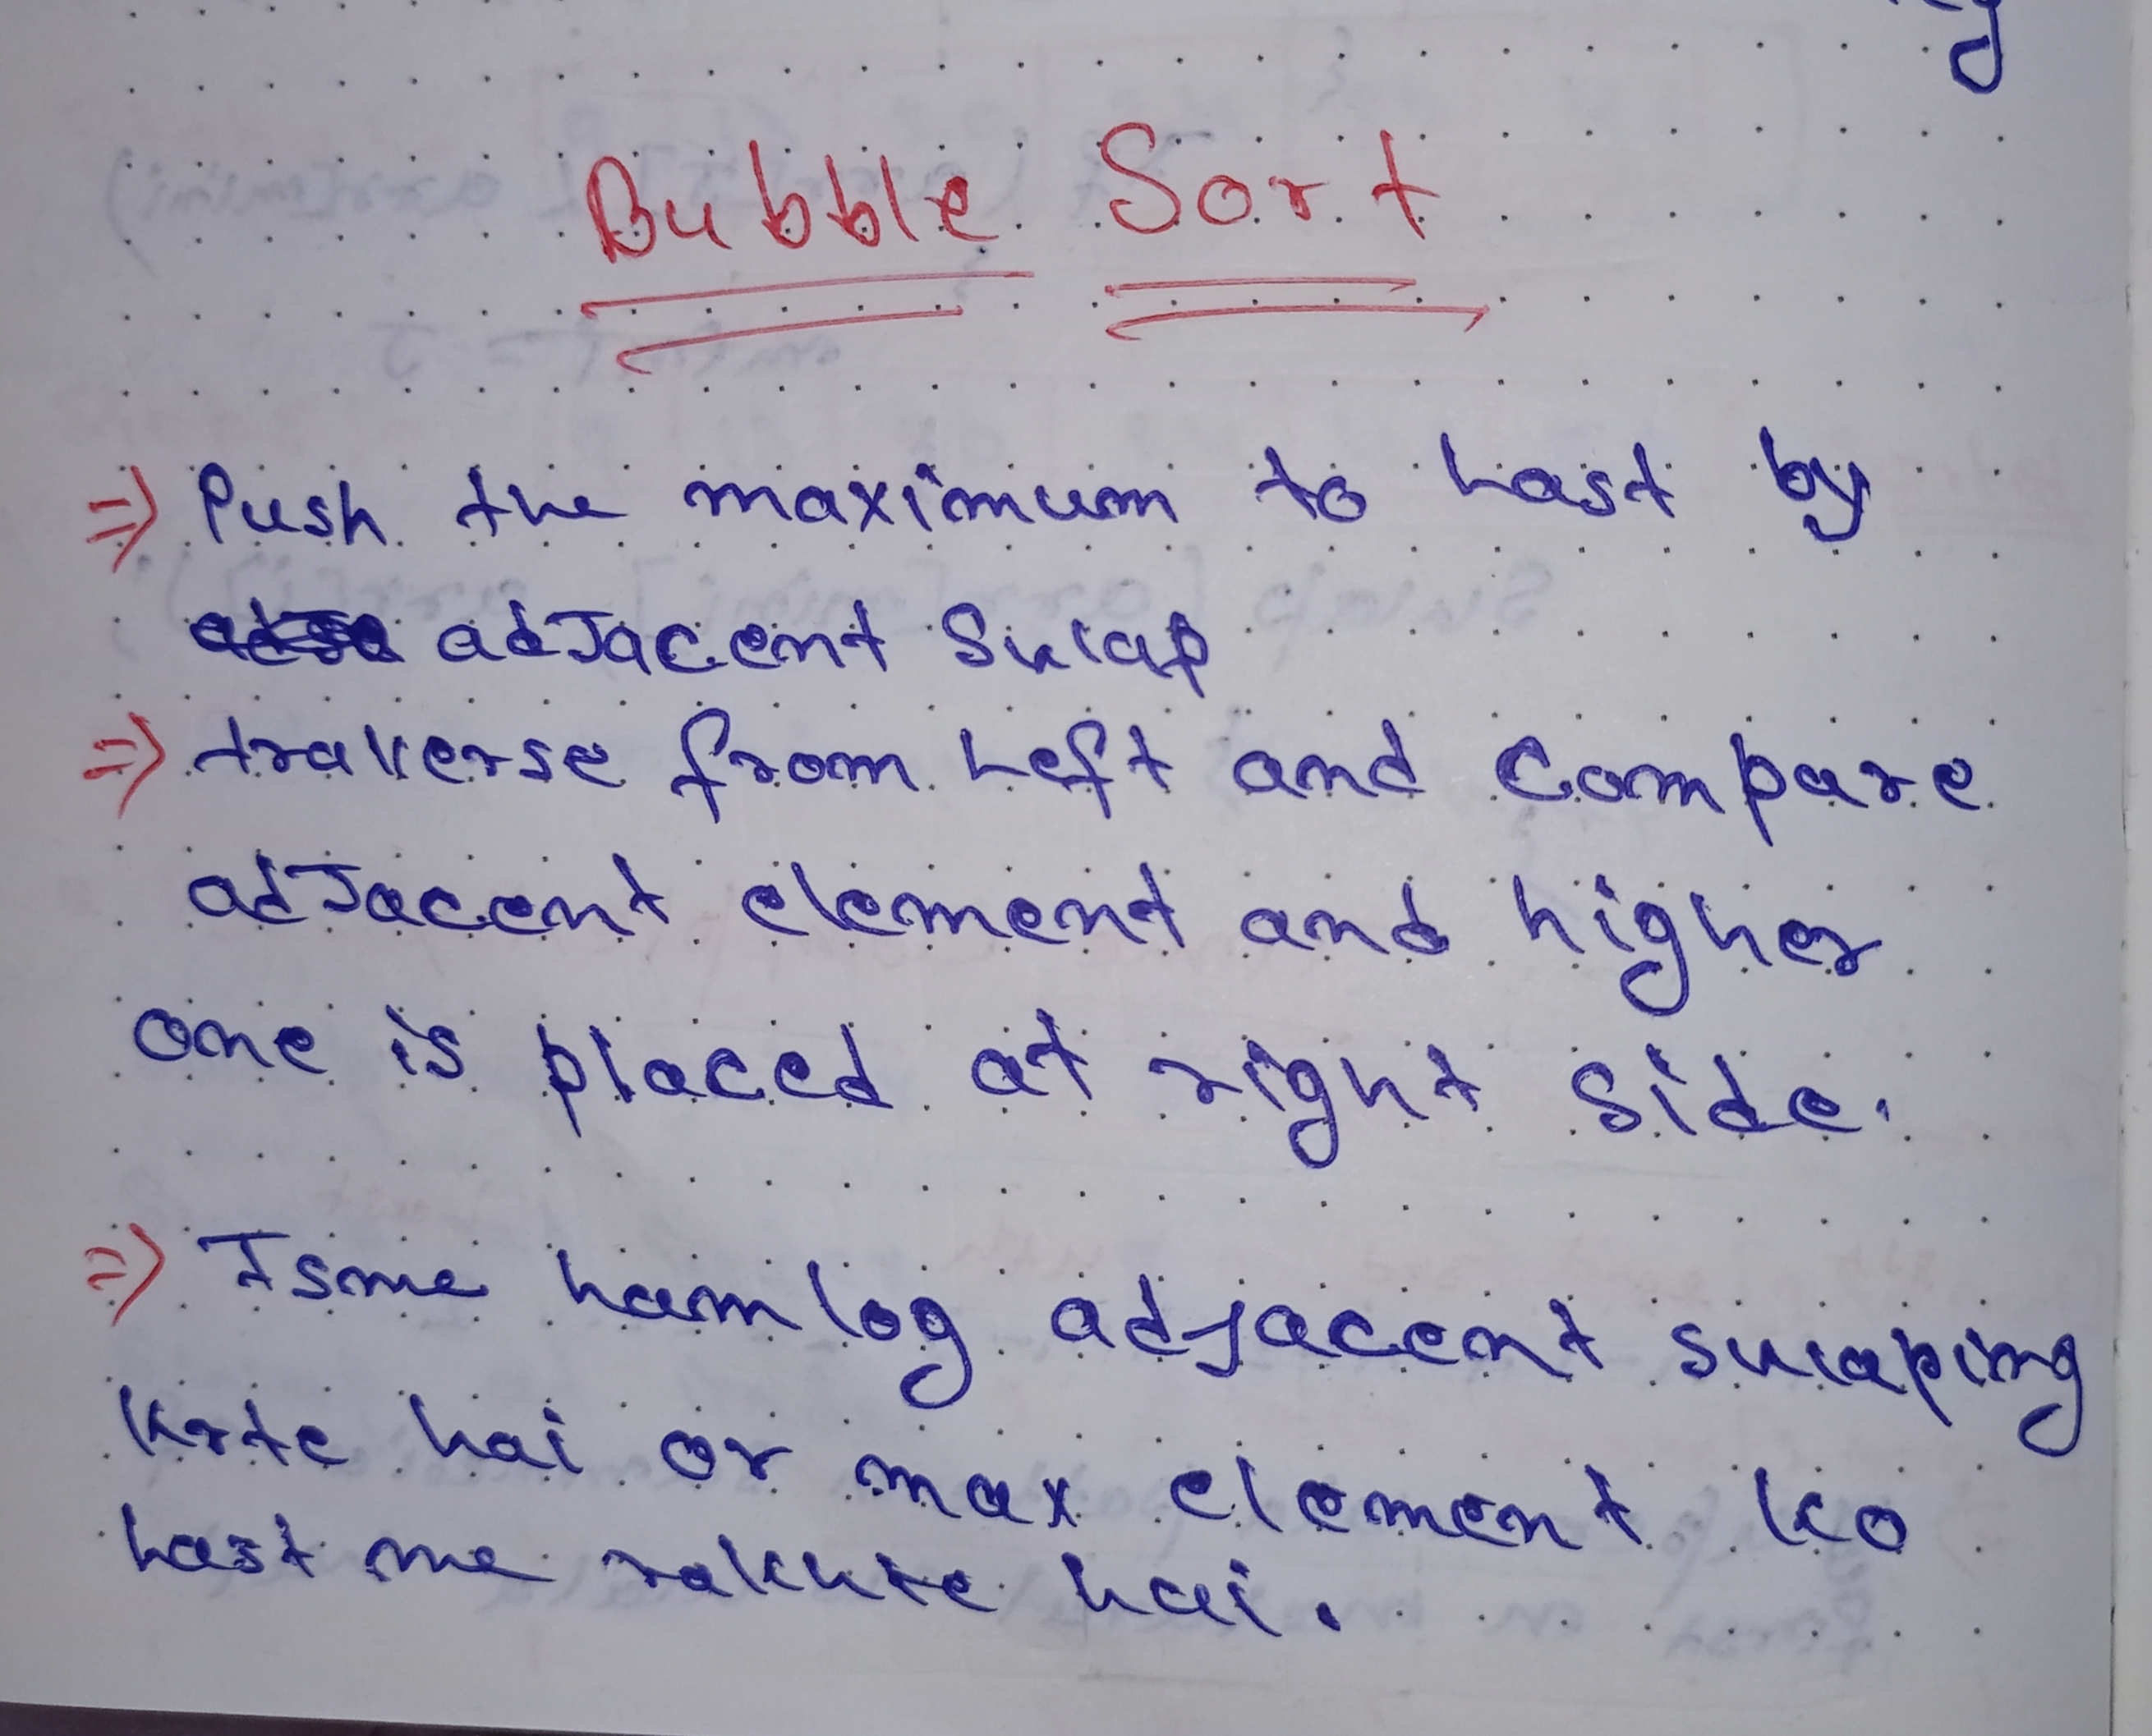 Bubble Sort
=> Push the maximum to Last by
adJacent Swap
=> traverse from Left and Compare
adJacent element and higher
one is placed at right Side.
=> Isme hamlog adjacent swaping
krte hai or max element ko
Last me rakhte hai.